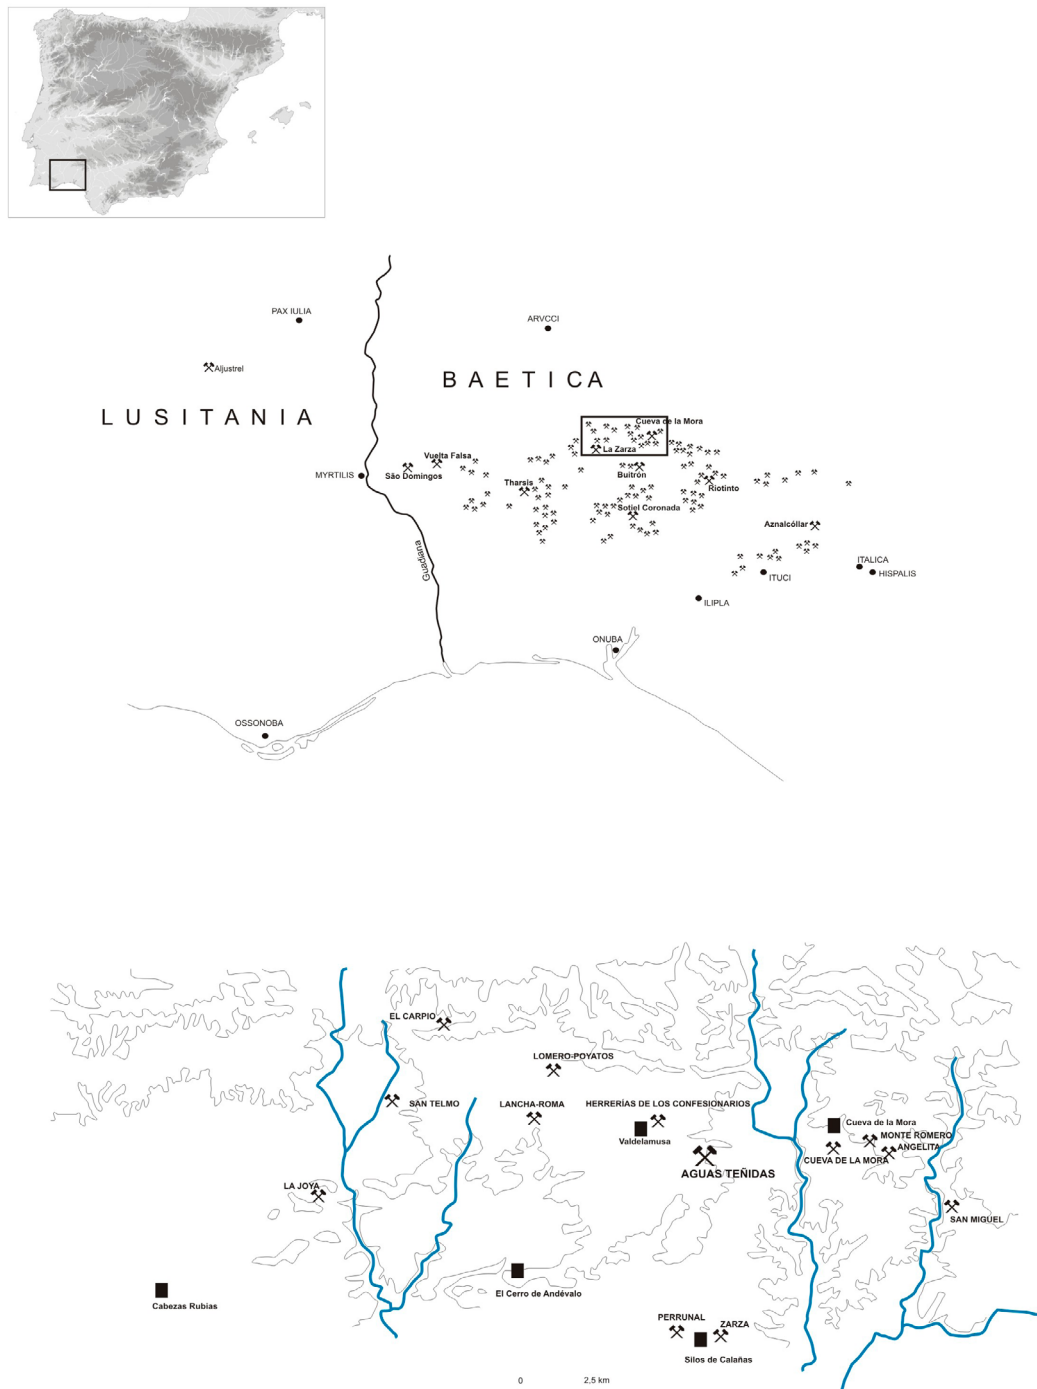 PAX IULIA
ARVCCI
Aljustrel
BAETICA
LUSITANIA
Cueva de la Mora
La Zarza
Vuelta Falsa
MYRTILIS
São Domingos
Buitrón
Tharsis
Riotinto
Sotiel Coronada
Aznalcóllar
Guadiana
ITALICA
HISPALIS
ITUCI
ILIPLA
ONUBA
OSSONOBA
EL CARPIO
LOMERO-POYATOS
SAN TELMO
LANCHA-ROMA
HERRERÍAS DE LOS CONFESIONARIOS
Valdelamusa
Cueva de la Mora
MONTE ROMERO
ANGELITA
CUEVA DE LA MORA
AGUAS TEÑIDAS
LA JOYA
SAN MIGUEL
El Cerro de Andévalo
Cabezas Rubias
PERRUNAL
ZARZA
Silos de Calañas
0 2,5 km